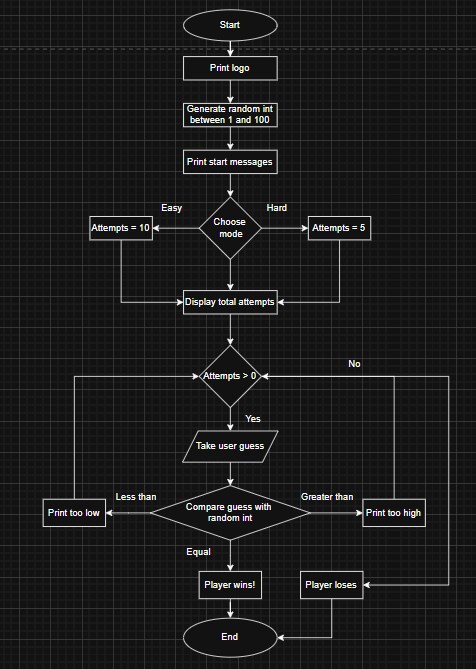 Start
Print logo
Generate random int
between 1 and 100
Print start messages
Easy
Hard
Choose
mode
Attempts = 10
Attempts = 5
Display total attempts
No
Attempts > 0
Yes
Take user guess
Less than
Greater than
Print too low
Compare guess with
random int
Print too high
Equal
Player wins!
Player loses
End